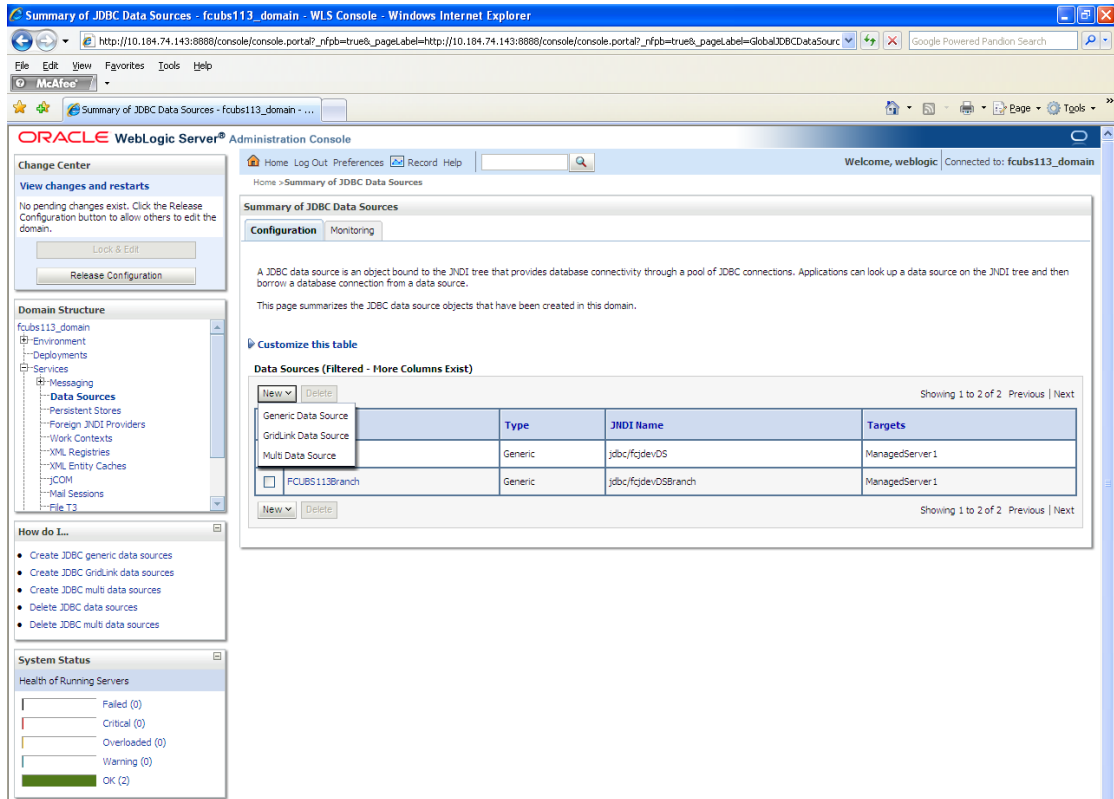 Summary of JDBC Data Sources - fcubs113_domain - WLS Console - Windows Internet Explorer
http://10.184.74.143:8888/console/console.portal?_nfpb=true&_pageLabel=http://10.184.74.143:8888/console/console.portal?_nfpb=true&_pageLabel=GlobalJDBCDataSourc
Google Powered Pandion Search
File Edit View Favorites Tools Help
McAfee
Summary of JDBC Data Sources - fcubs113_domain - ...
Page Tools
ORACLE WebLogic Server® Administration Console
Change Center
View changes and restarts
No pending changes exist. Click the Release
Configuration button to allow others to edit the
domain.
Lock & Edit
Release Configuration
Domain Structure
fcubs113_domain
Environment
Deployments
Services
Messaging
Data Sources
Persistent Stores
Foreign JNDI Providers
Work Contexts
XML Registries
XML Entity Caches
jCOM
Mail Sessions
File T3
How do I...
Create JDBC generic data sources
Create JDBC GridLink data sources
Create JDBC multi data sources
Delete JDBC data sources
Delete JDBC multi data sources
System Status
Health of Running Servers
Failed (0)
Critical (0)
Overloaded (0)
Warning (0)
OK (2)
Home Log Out Preferences Record Help
Welcome, weblogic Connected to: fcubs113_domain
Home >Summary of JDBC Data Sources
Summary of JDBC Data Sources
Configuration Monitoring
A JDBC data source is an object bound to the JNDI tree that provides database connectivity through a pool of JDBC connections. Applications can look up a data source on the JNDI tree and then
borrow a database connection from a data source.
This page summarizes the JDBC data source objects that have been created in this domain.
Customize this table
Data Sources (Filtered - More Columns Exist)
New Delete Showing 1 to 2 of 2 Previous | Next
Generic Data Source
GridLink Data Source
Multi Data Source
Type JNDI Name Targets
Generic jdbc/fcjdevDS ManagedServer1
FCUBS113Branch Generic jdbc/fcjdevDSBranch ManagedServer1
New Delete Showing 1 to 2 of 2 Previous | Next